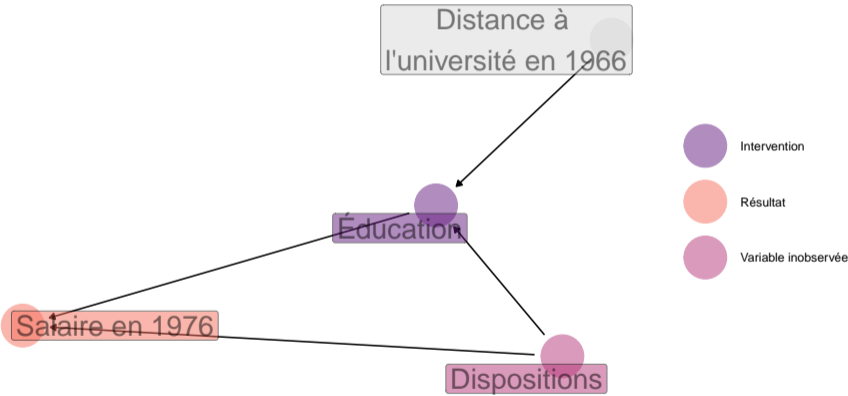 Distance à
l'université en 1966
Intervention
Résultat
Éducation
Variable inobservée
Salaire en 1976
Dispositions